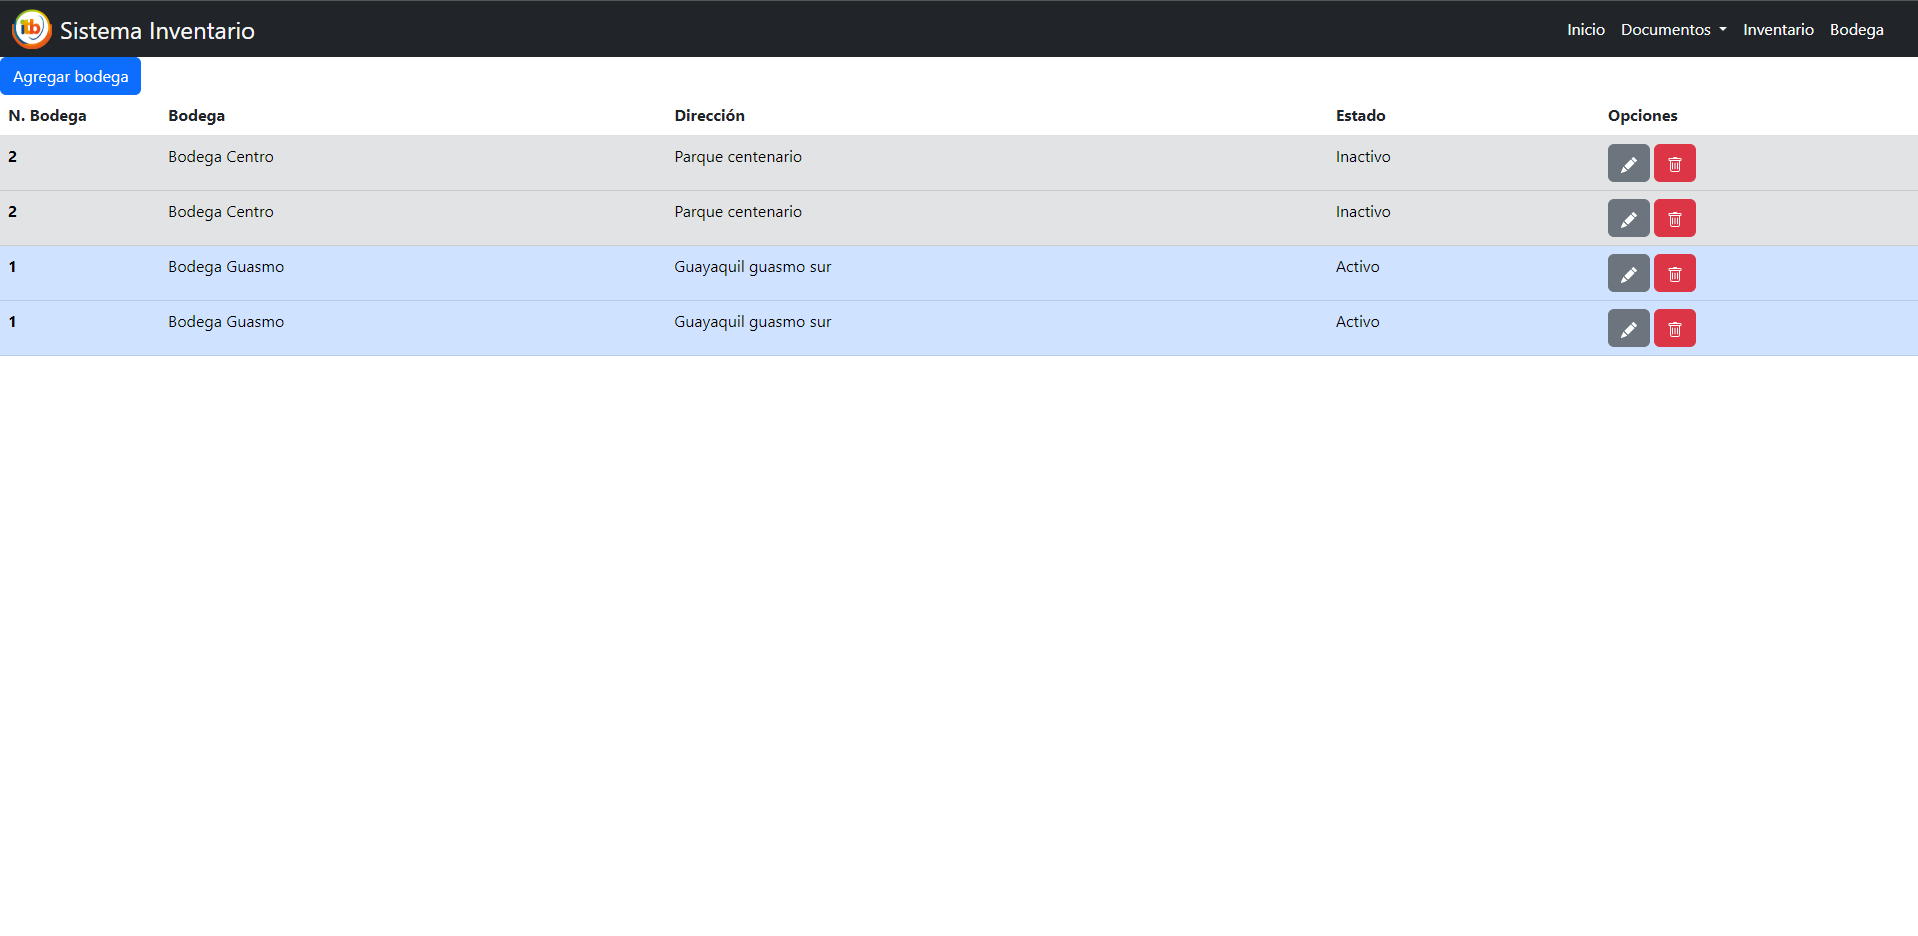 itb Sistema Inventario Inicio Documentos Inventario Bodega
Agregar bodega
N. Bodega Bodega Dirección Estado Opciones
2 Bodega Centro Parque centenario Inactivo
2 Bodega Centro Parque centenario Inactivo
1 Bodega Guasmo Guayaquil guasmo sur Activo
1 Bodega Guasmo Guayaquil guasmo sur Activo